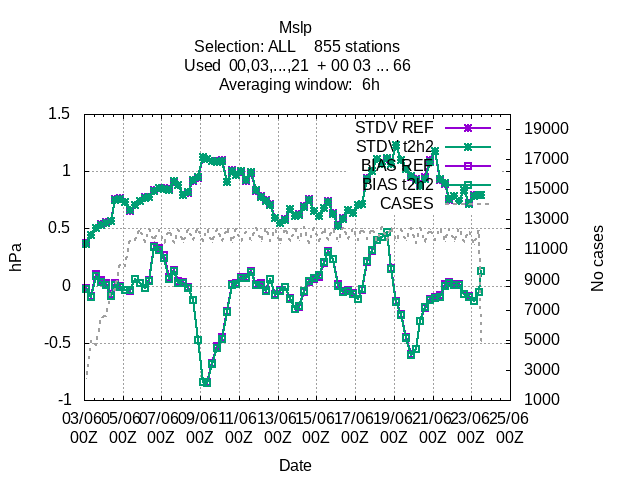 Mslp
Selection: ALL 855 stations
Used 00,03,...,21 + 00 03 ... 66
Averaging window: 6h
1.5
1
0.5
0
-0.5
-1
hPa
19000
17000
15000
13000
11000
9000
7000
5000
3000
1000
No cases
STDV REF
STDV t2h2
BIAS REF
BIAS t2h2
CASES
03/06 05/06 07/06 09/06 11/06 13/06 15/06 17/06 19/06 21/06 23/06 25/06
00Z 00Z 00Z 00Z 00Z 00Z 00Z 00Z 00Z 00Z 00Z 00Z
Date